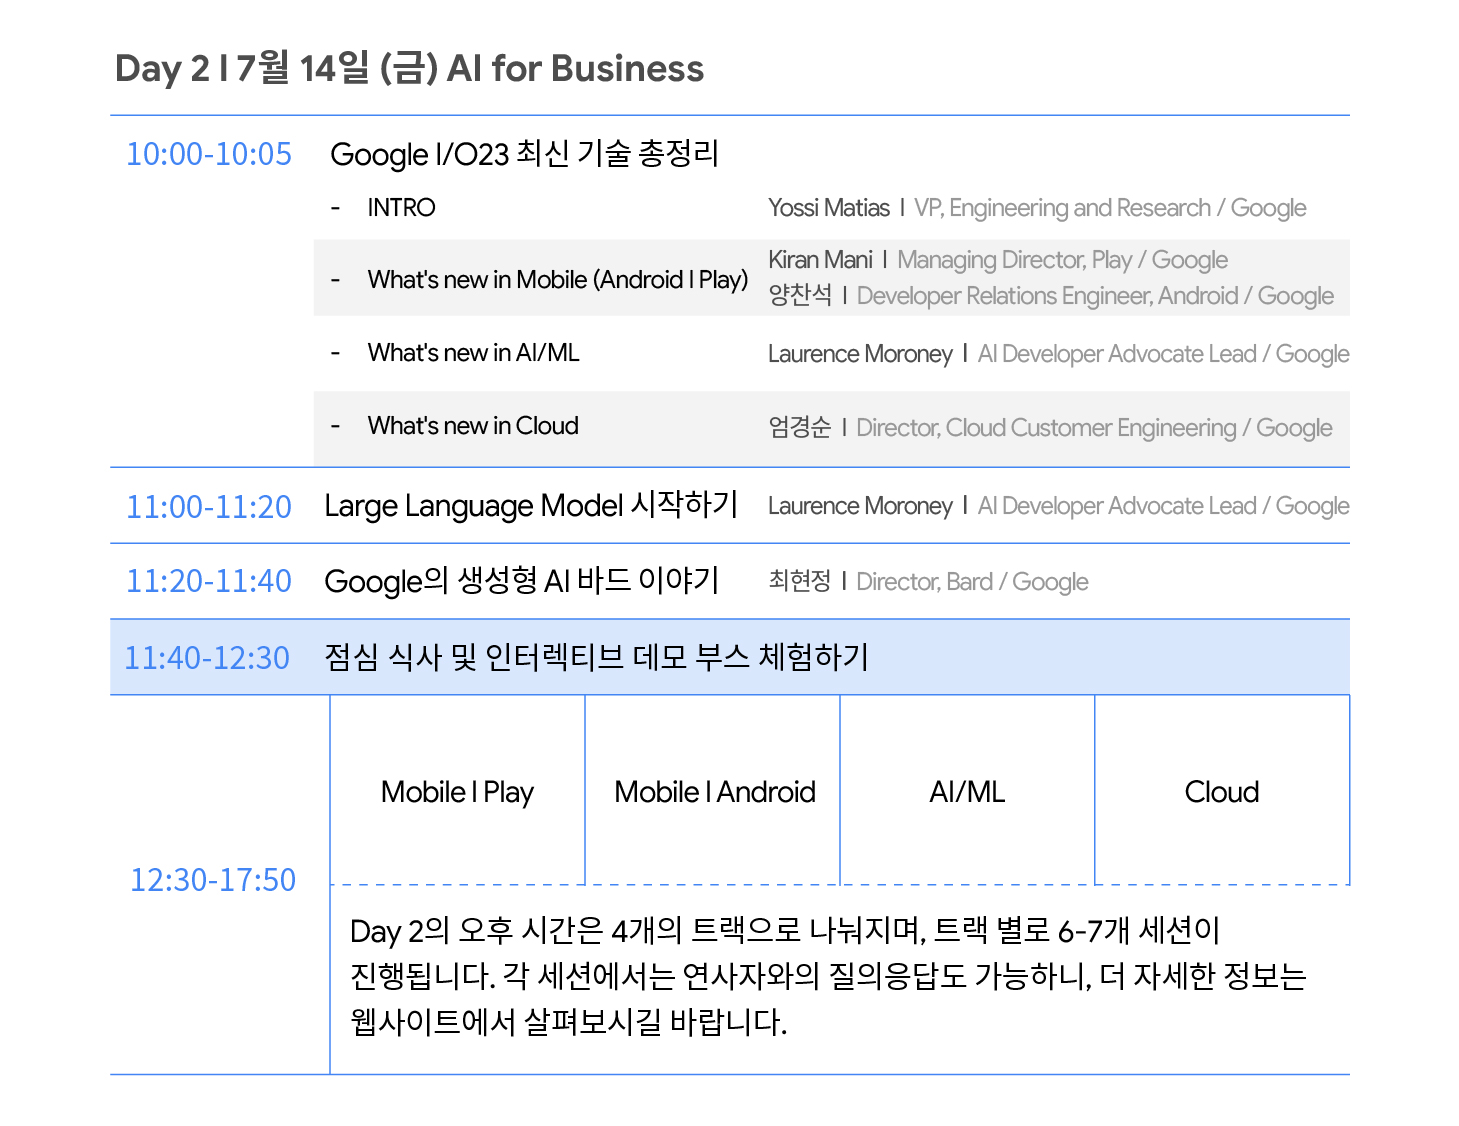 Day 2 I 7월 14일 (금) AI for Business
10:00-10:05 Google I/O23 최신 기술 총정리
- INTRO Yossi Matias I VP, Engineering and Research / Google
- What's new in Mobile (Android I Play) Kiran Mani I Managing Director, Play / Google
양찬석 I Developer Relations Engineer, Android / Google
- What's new in AI/ML Laurence Moroney I AI Developer Advocate Lead / Google
- What's new in Cloud 엄경순 I Director, Cloud Customer Engineering / Google
11:00-11:20 Large Language Model 시작하기 Laurence Moroney I AI Developer Advocate Lead / Google
11:20-11:40 Google의 생성형 AI 바드 이야기 최현정 I Director, Bard / Google
11:40-12:30 점심 식사 및 인터렉티브 데모 부스 체험하기
Mobile I Play Mobile I Android AI/ML Cloud
12:30-17:50
Day 2의 오후 시간은 4개의 트랙으로 나눠지며, 트랙 별로 6-7개 세션이
진행됩니다. 각 세션에서는 연사자와의 질의응답도 가능하니, 더 자세한 정보는
웹사이트에서 살펴보시길 바랍니다.